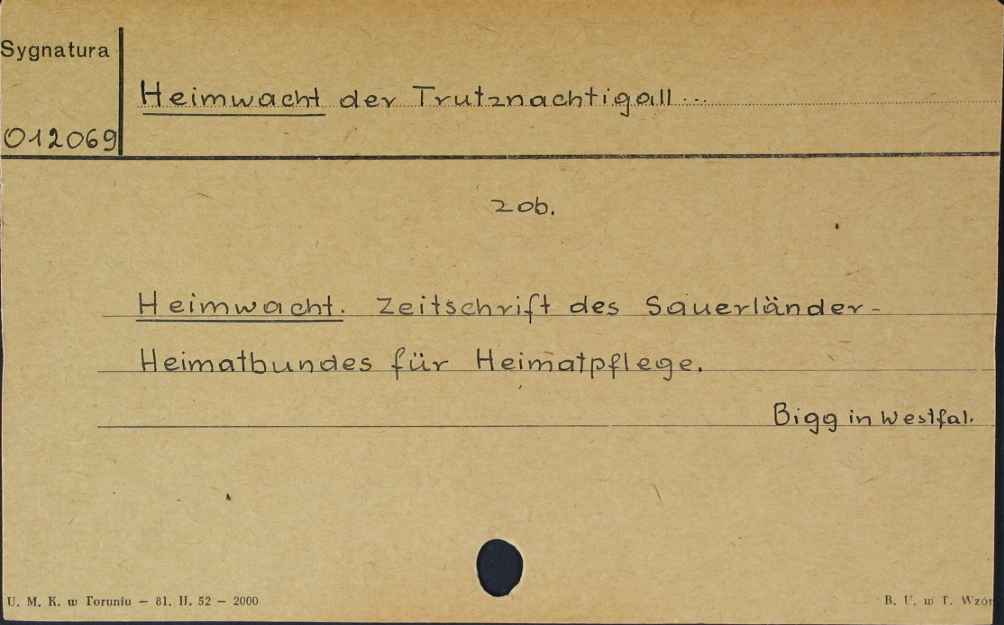 Sygnatura
Heimwacht der Trutznachtigall...
012069
zob.
Heimwacht. Zeitschrift des Sauerländer-
Heimatbundes für Heimatpflege.
Bigg in Westfal.
U. M. K. w Toruniu — 81. II. 52 — 2000
B. U. w T. Wzór